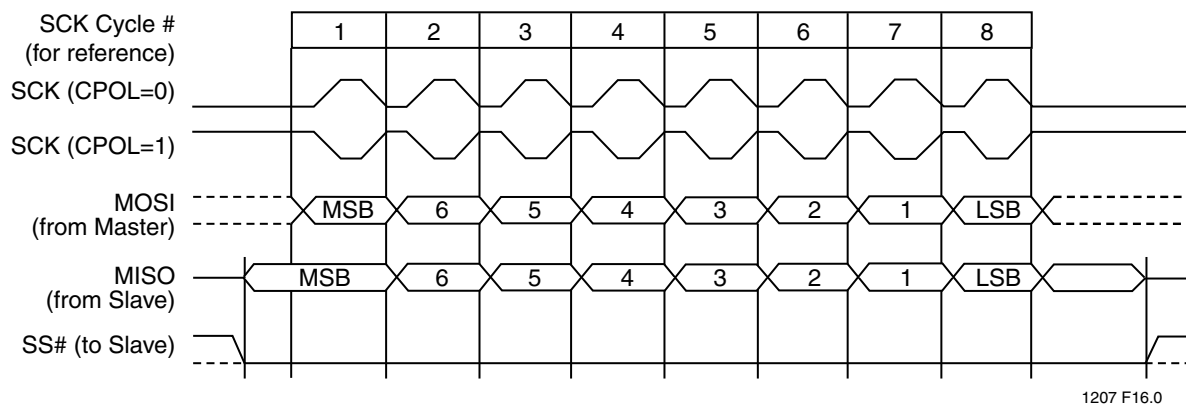 SCK Cycle # 1 2 3 4 5 6 7 8
(for reference)
SCK (CPOL=0)
SCK (CPOL=1)
MOSI MSB 6 5 4 3 2 1 LSB
(from Master)
MISO MSB 6 5 4 3 2 1 LSB
(from Slave)
SS# (to Slave)
1207 F16.0